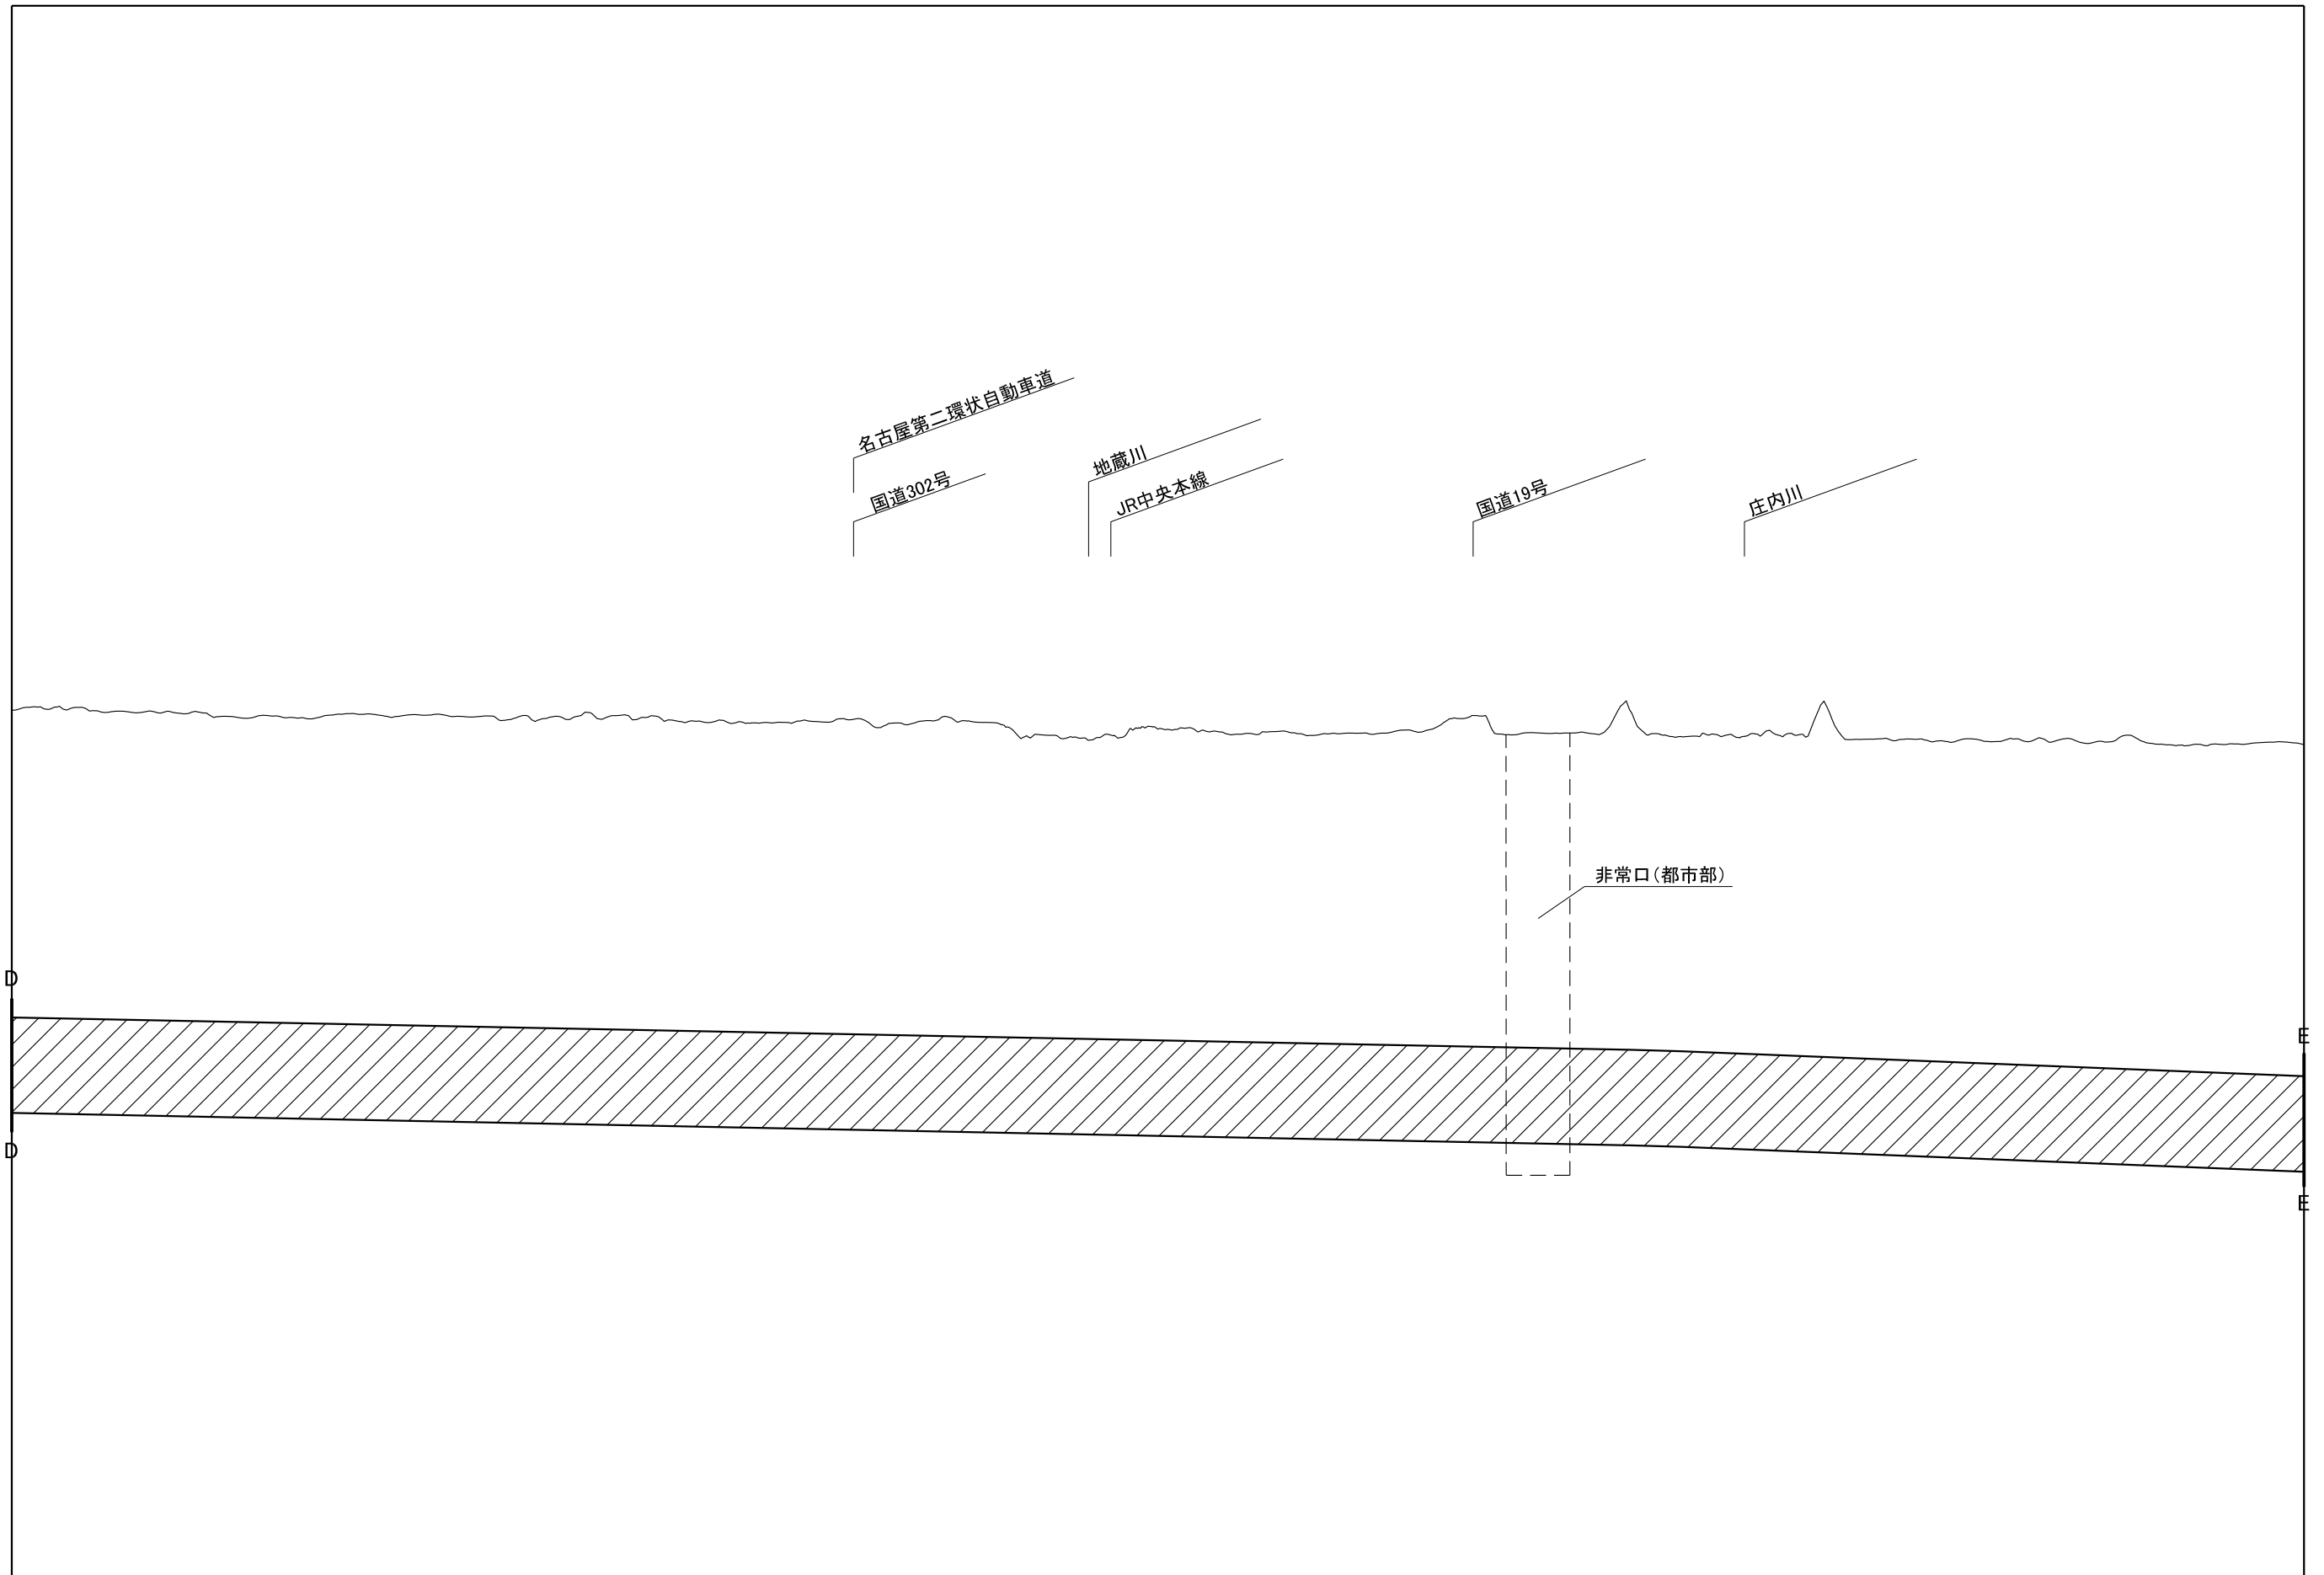 名古屋第二環状自動車道
国道302号
地蔵川
JR中央本線
国道19号
庄内川
非常口(都市部)
D
E
D
E